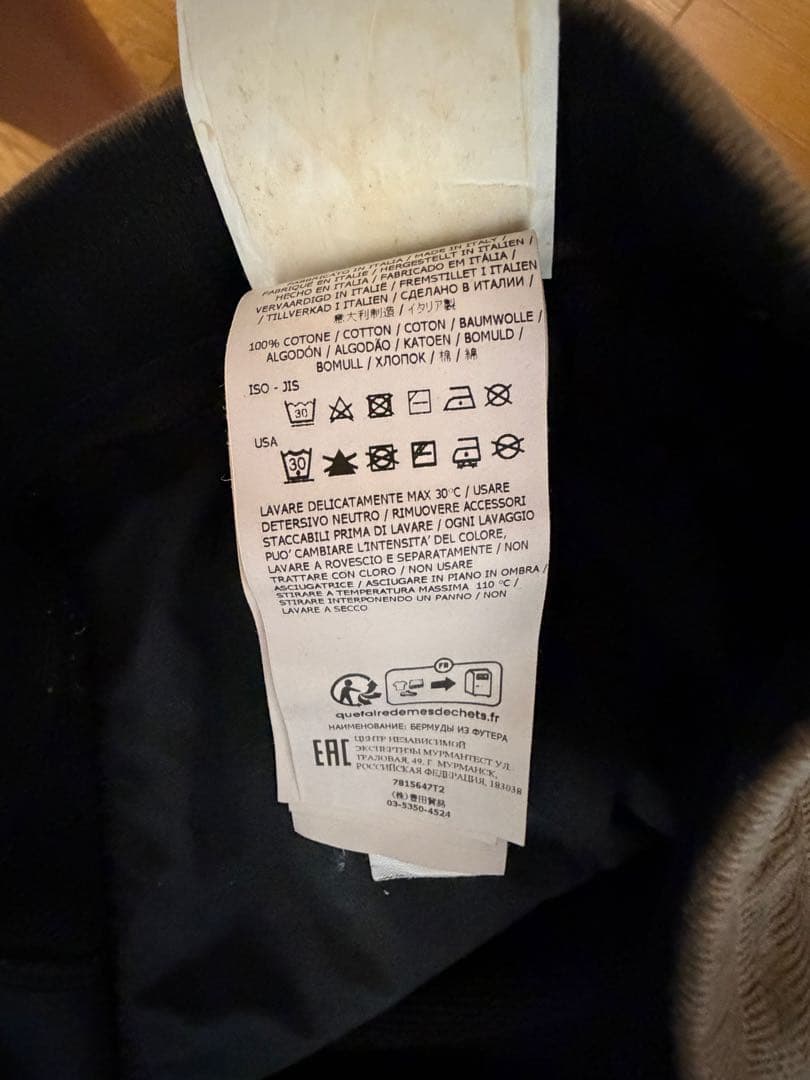 FABBRICATO IN ITALIA / MADE IN ITALY /
FABRIQUÉ EN ITALIE / HERGESTELLT IN ITALIEN /
HECHO EN ITALIA / FABRICADO EM ITÁLIA /
VERVAARDIGD IN ITALIË / FREMSTILLET I ITALIEN
/ TILLVERKAD I ITALIEN / СДЕЛАНО В ИТАЛИИ /
意大利制造 / イタリア製
100% COTONE / COTTON / COTON / BAUMWOLLE /
ALGODÓN / ALGODÃO / KATOEN / BOMULD /
BOMULL / ХЛОПОК / 棉 / 綿
ISO - JIS
30
USA
30
LAVARE DELICATAMENTE MAX 30°C / USARE
DETERSIVO NEUTRO / RIMUOVERE ACCESSORI
STACCABILI PRIMA DI LAVARE / OGNI LAVAGGIO
PUO' CAMBIARE L'INTENSITA' DEL COLORE,
LAVARE A ROVESCIO E SEPARATAMENTE / NON
TRATTARE CON CLORO / NON USARE
ASCIUGATRICE / ASCIUGARE IN PIANO IN OMBRA /
STIRARE A TEMPERATURA MASSIMA 110 °C /
STIRARE INTERPONENDO UN PANNO / NON
LAVARE A SECCO
FR
quefairedemesdechets.fr
НАИМЕНОВАНИЕ: БЕРМУДЫ ИЗ ФУТЕРА
EAC
ЦЕНТР НЕЗАВИСИМОЙ
ЭКСПЕРТИЗЫ МУРМАНТЕСТ УЛ.
ТРАЛОВАЯ, 49, Г. МУРМАНСК,
РОССИЙСКАЯ ФЕДЕРАЦИЯ, 183038
7815647T2
(株)豊田貿易
03-5350-4524